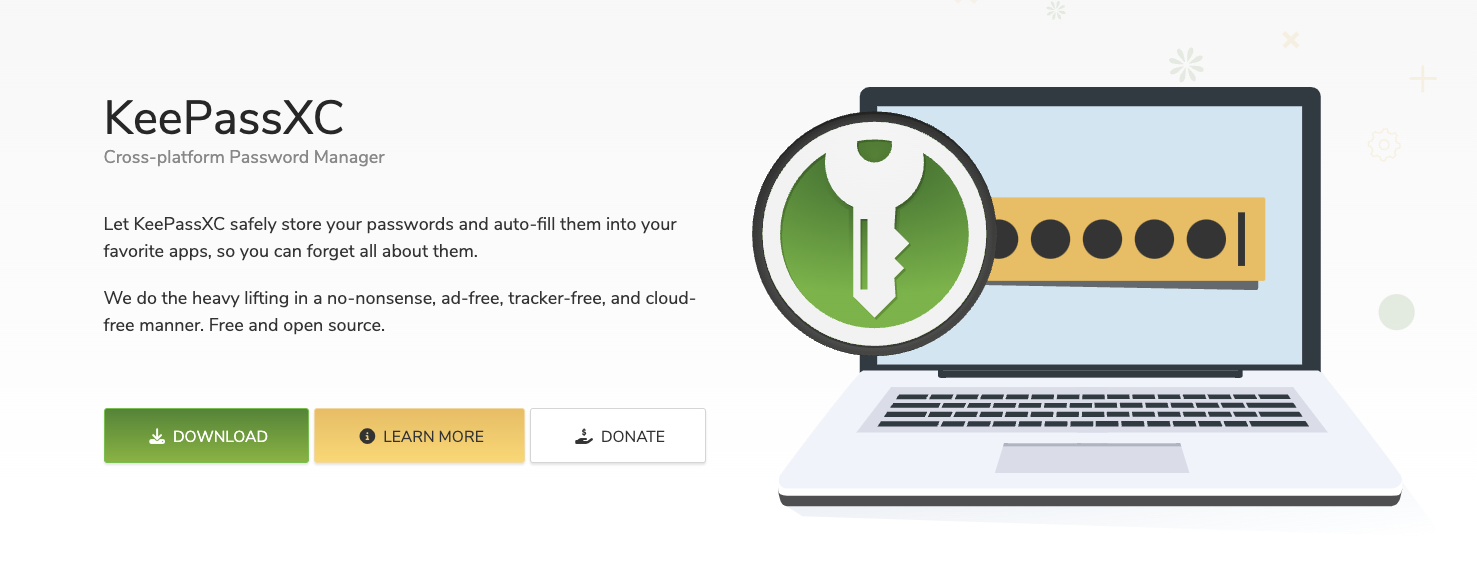 KeePassXC
Cross-platform Password Manager
Let KeePassXC safely store your passwords and auto-fill them into your
favorite apps, so you can forget all about them.
We do the heavy lifting in a no-nonsense, ad-free, tracker-free, and cloud-
free manner. Free and open source.
DOWNLOAD
LEARN MORE
DONATE